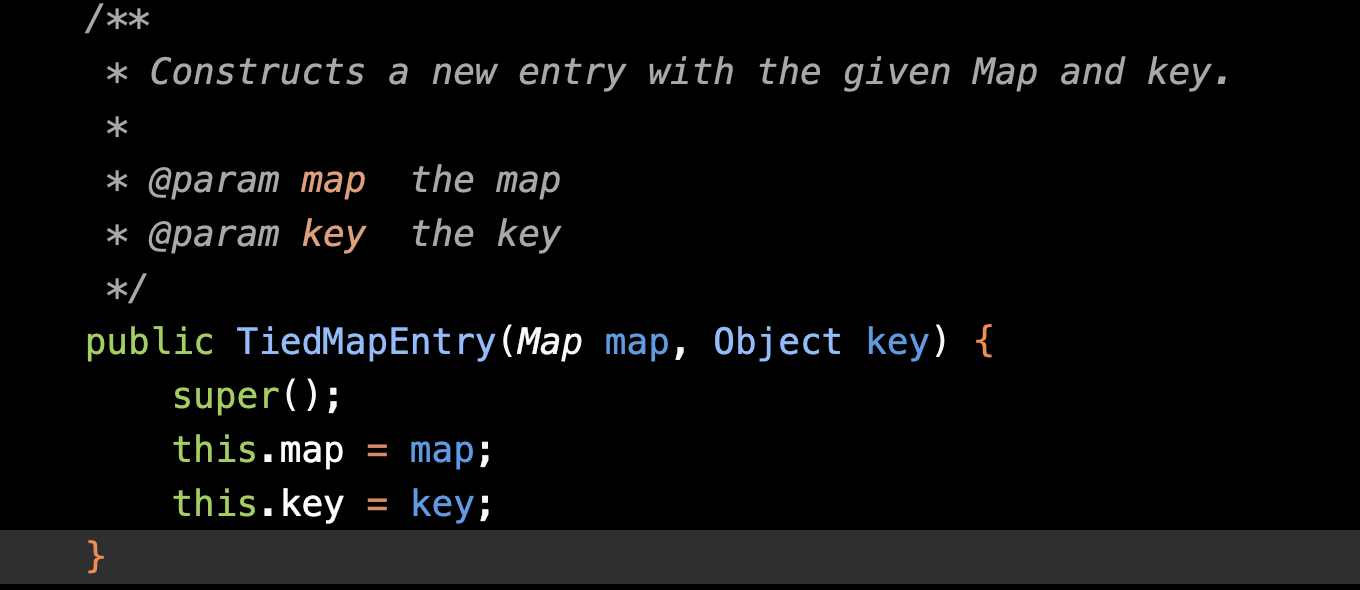 /**
 * Constructs a new entry with the given Map and key.
 *
 * @param map  the map
 * @param key  the key
 */
public TiedMapEntry(Map map, Object key) {
    super();
    this.map = map;
    this.key = key;
}